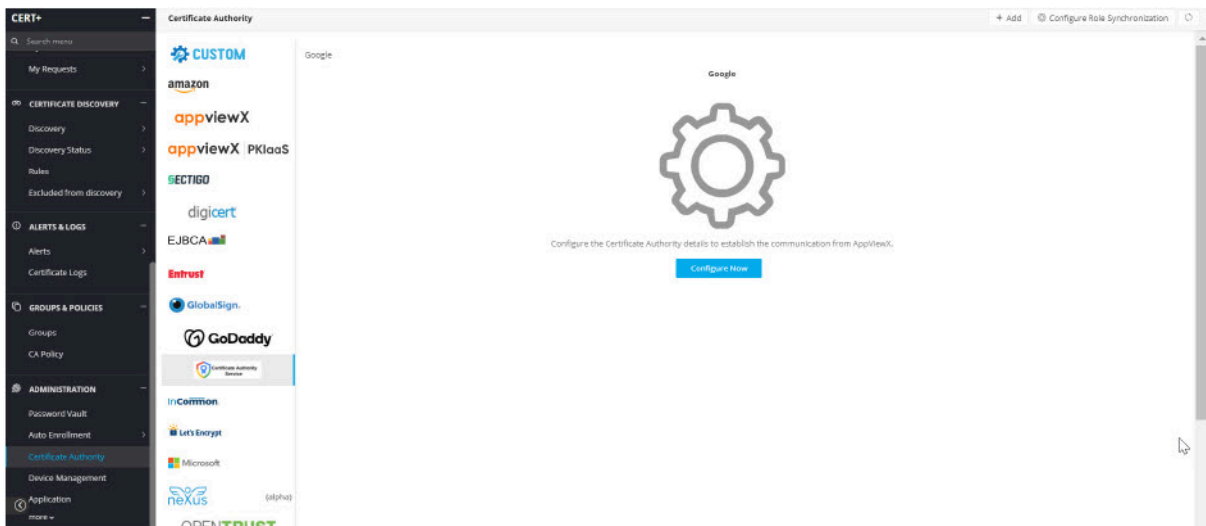 CERT+
Search menu
My Requests
CERTIFICATE DISCOVERY
Discovery
Discovery Status
Rules
Excluded from discovery
ALERTS & LOGS
Alerts
Certificate Logs
GROUPS & POLICIES
Groups
CA Policy
ADMINISTRATION
Password Vault
Auto Enrollment
Certificate Authority
Device Management
Application
more
Certificate Authority
+ Add
Configure Role Synchronization
CUSTOM
amazon
appviewX
appviewX PKIaaS
SECTIGO
digicert
EJBCA
Entrust
GlobalSign.
GoDaddy
Certificate Authority
Service
InCommon.
Let's Encrypt
Microsoft
neXus (alpha)
OPENTRUST
Google
Google
Configure the Certificate Authority details to establish the communication from AppViewX.
Configure Now